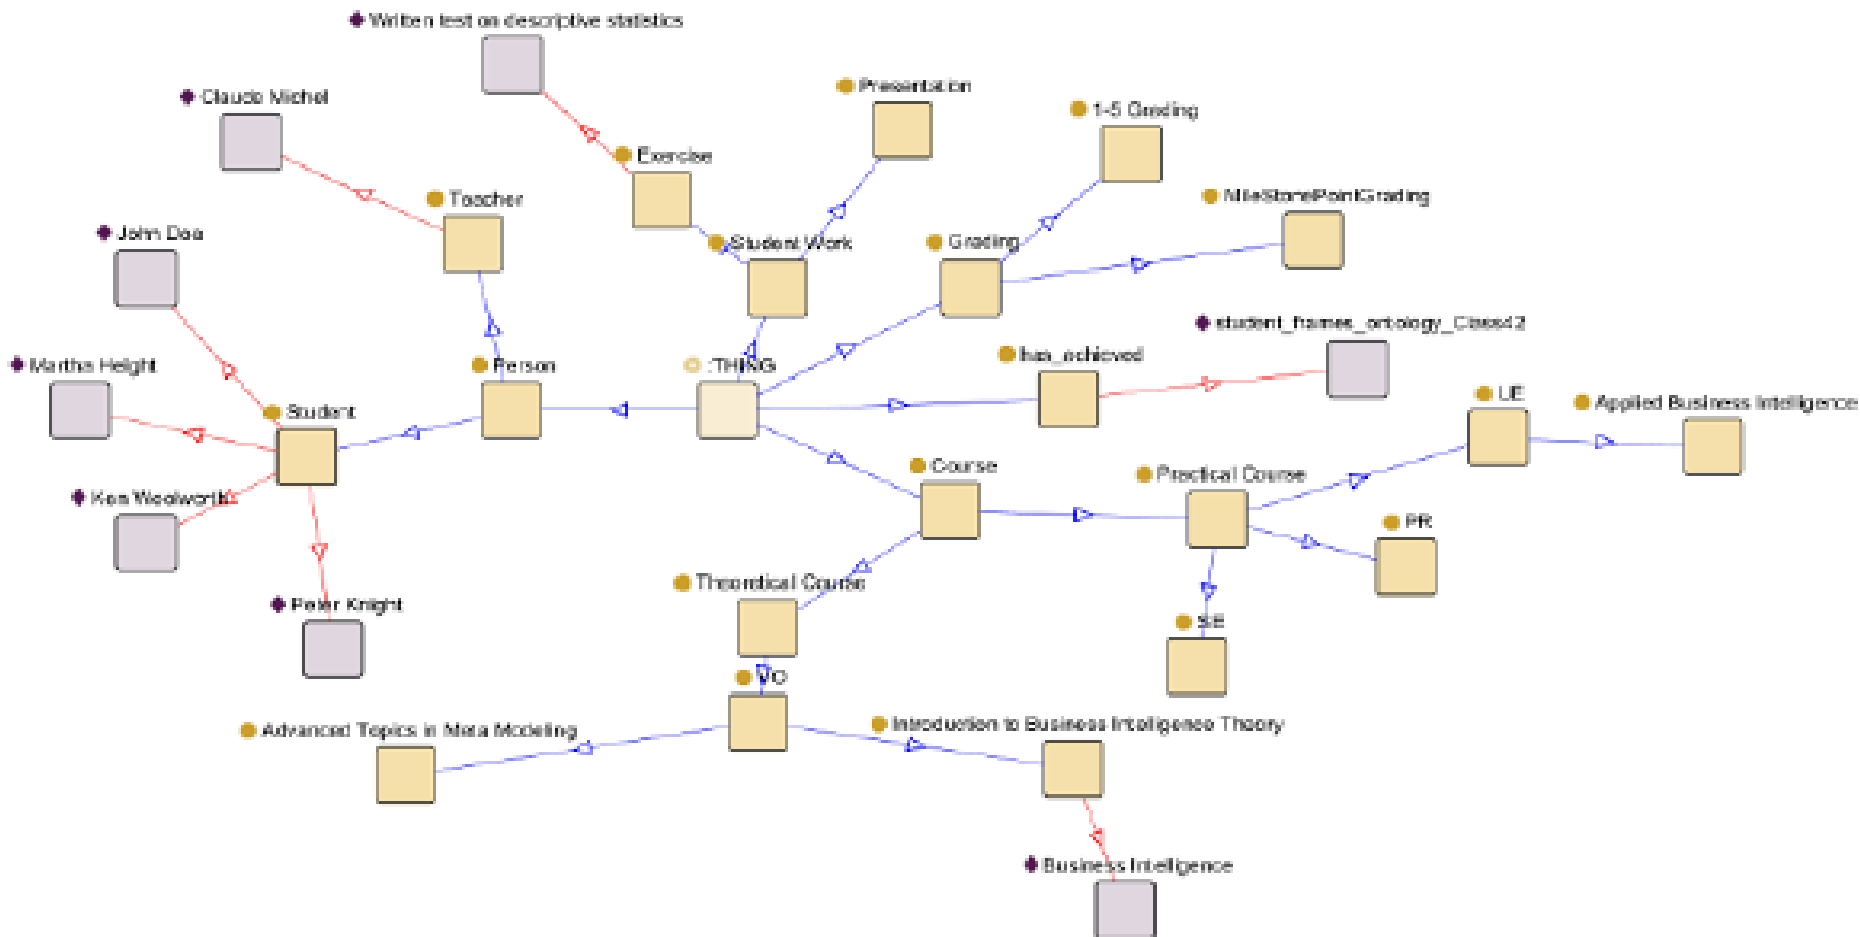 Written test on descriptive statistics
Presentation
Claude Michel
1-5 Grading
Exercise
Teacher
MileStonePointGrading
John Doe
Student Work
Grading
student_frames_ontology_Class42
has_achieved
Martha Height
Person
:THING
UE
Applied Business Intelligence
Student
Course
Practical Course
Ken Woolworth
PR
Theoretical Course
Peter Knight
SE
VO
Advanced Topics in Meta Modeling
Introduction to Business Intelligence Theory
Business Intelligence